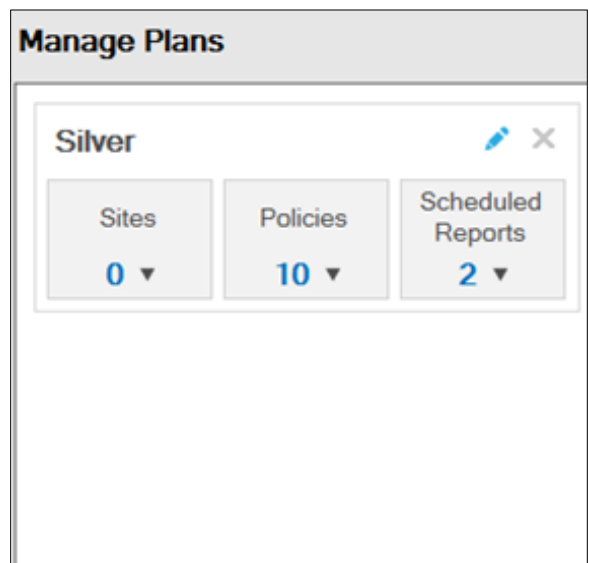 Manage Plans
Silver
Sites
Policies
Scheduled
Reports
0
10
2